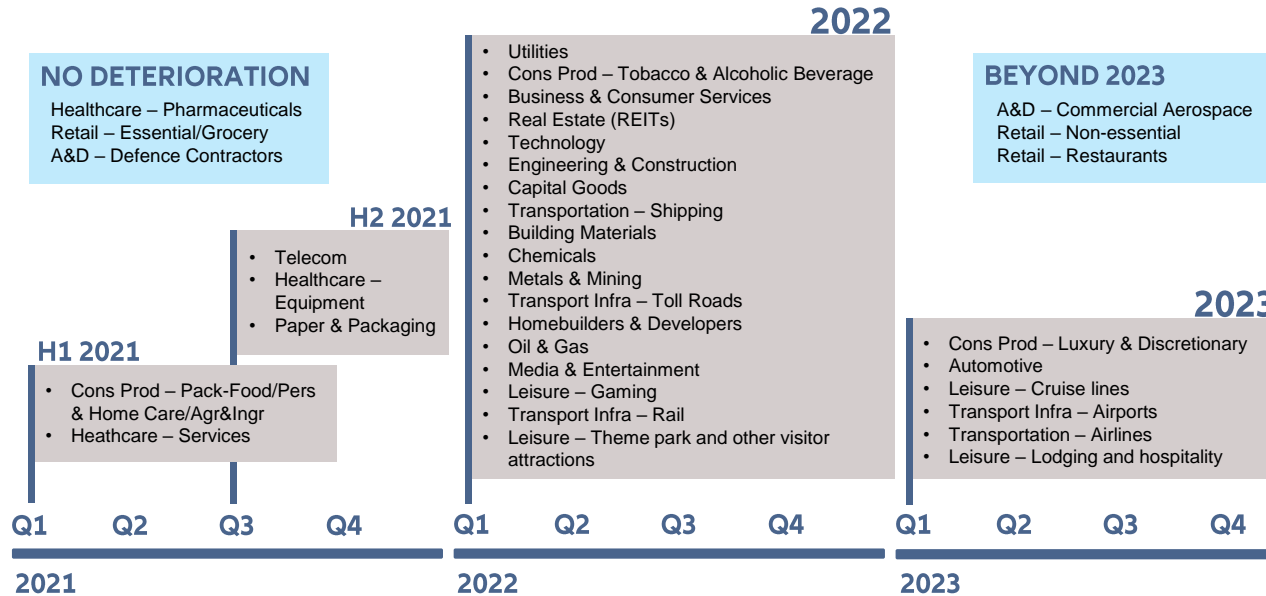 NO DETERIORATION
Healthcare – Pharmaceuticals
Retail – Essential/Grocery
A&D – Defence Contractors
H1 2021
• Cons Prod – Pack-Food/Pers
& Home Care/Agr&Ingr
• Heathcare – Services
H2 2021
• Telecom
• Healthcare –
Equipment
• Paper & Packaging
2022
• Utilities
• Cons Prod – Tobacco & Alcoholic Beverage
• Business & Consumer Services
• Real Estate (REITs)
• Technology
• Engineering & Construction
• Capital Goods
• Transportation – Shipping
• Building Materials
• Chemicals
• Metals & Mining
• Transport Infra – Toll Roads
• Homebuilders & Developers
• Oil & Gas
• Media & Entertainment
• Leisure – Gaming
• Transport Infra – Rail
• Leisure – Theme park and other visitor
attractions
BEYOND 2023
A&D – Commercial Aerospace
Retail – Non-essential
Retail – Restaurants
2023
• Cons Prod – Luxury & Discretionary
• Automotive
• Leisure – Cruise lines
• Transport Infra – Airports
• Transportation – Airlines
• Leisure – Lodging and hospitality
Q1 Q2 Q3 Q4 Q1 Q2 Q3 Q4 Q1 Q2 Q3 Q4
2021 2022 2023